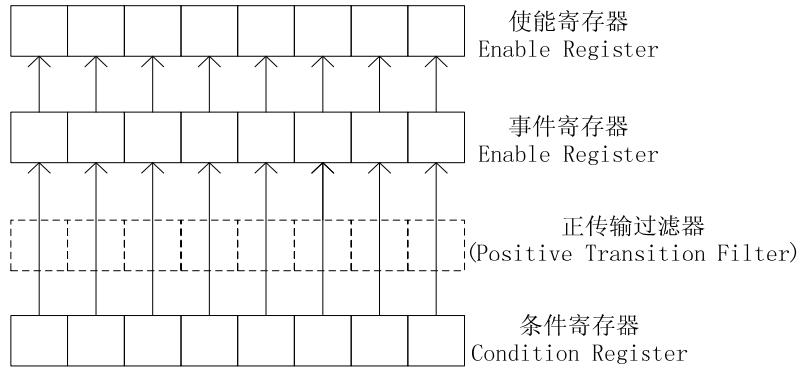 使能寄存器
Enable Register
事件寄存器
Enable Register
正传输过滤器
(Positive Transition Filter)
条件寄存器
Condition Register